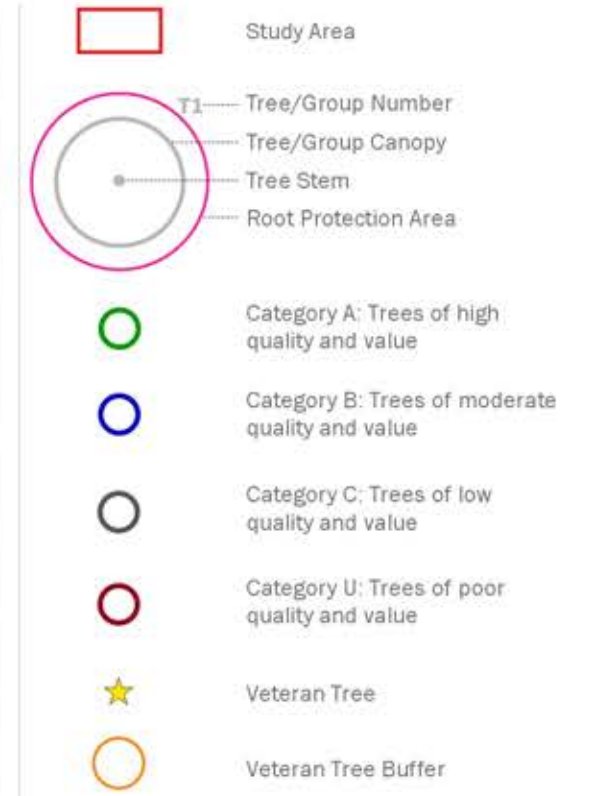 Study Area
T1
Tree/Group Number
Tree/Group Canopy
Tree Stem
Root Protection Area
Category A: Trees of high
quality and value
Category B: Trees of moderate
quality and value
Category C: Trees of low
quality and value
Category U: Trees of poor
quality and value
Veteran Tree
Veteran Tree Buffer